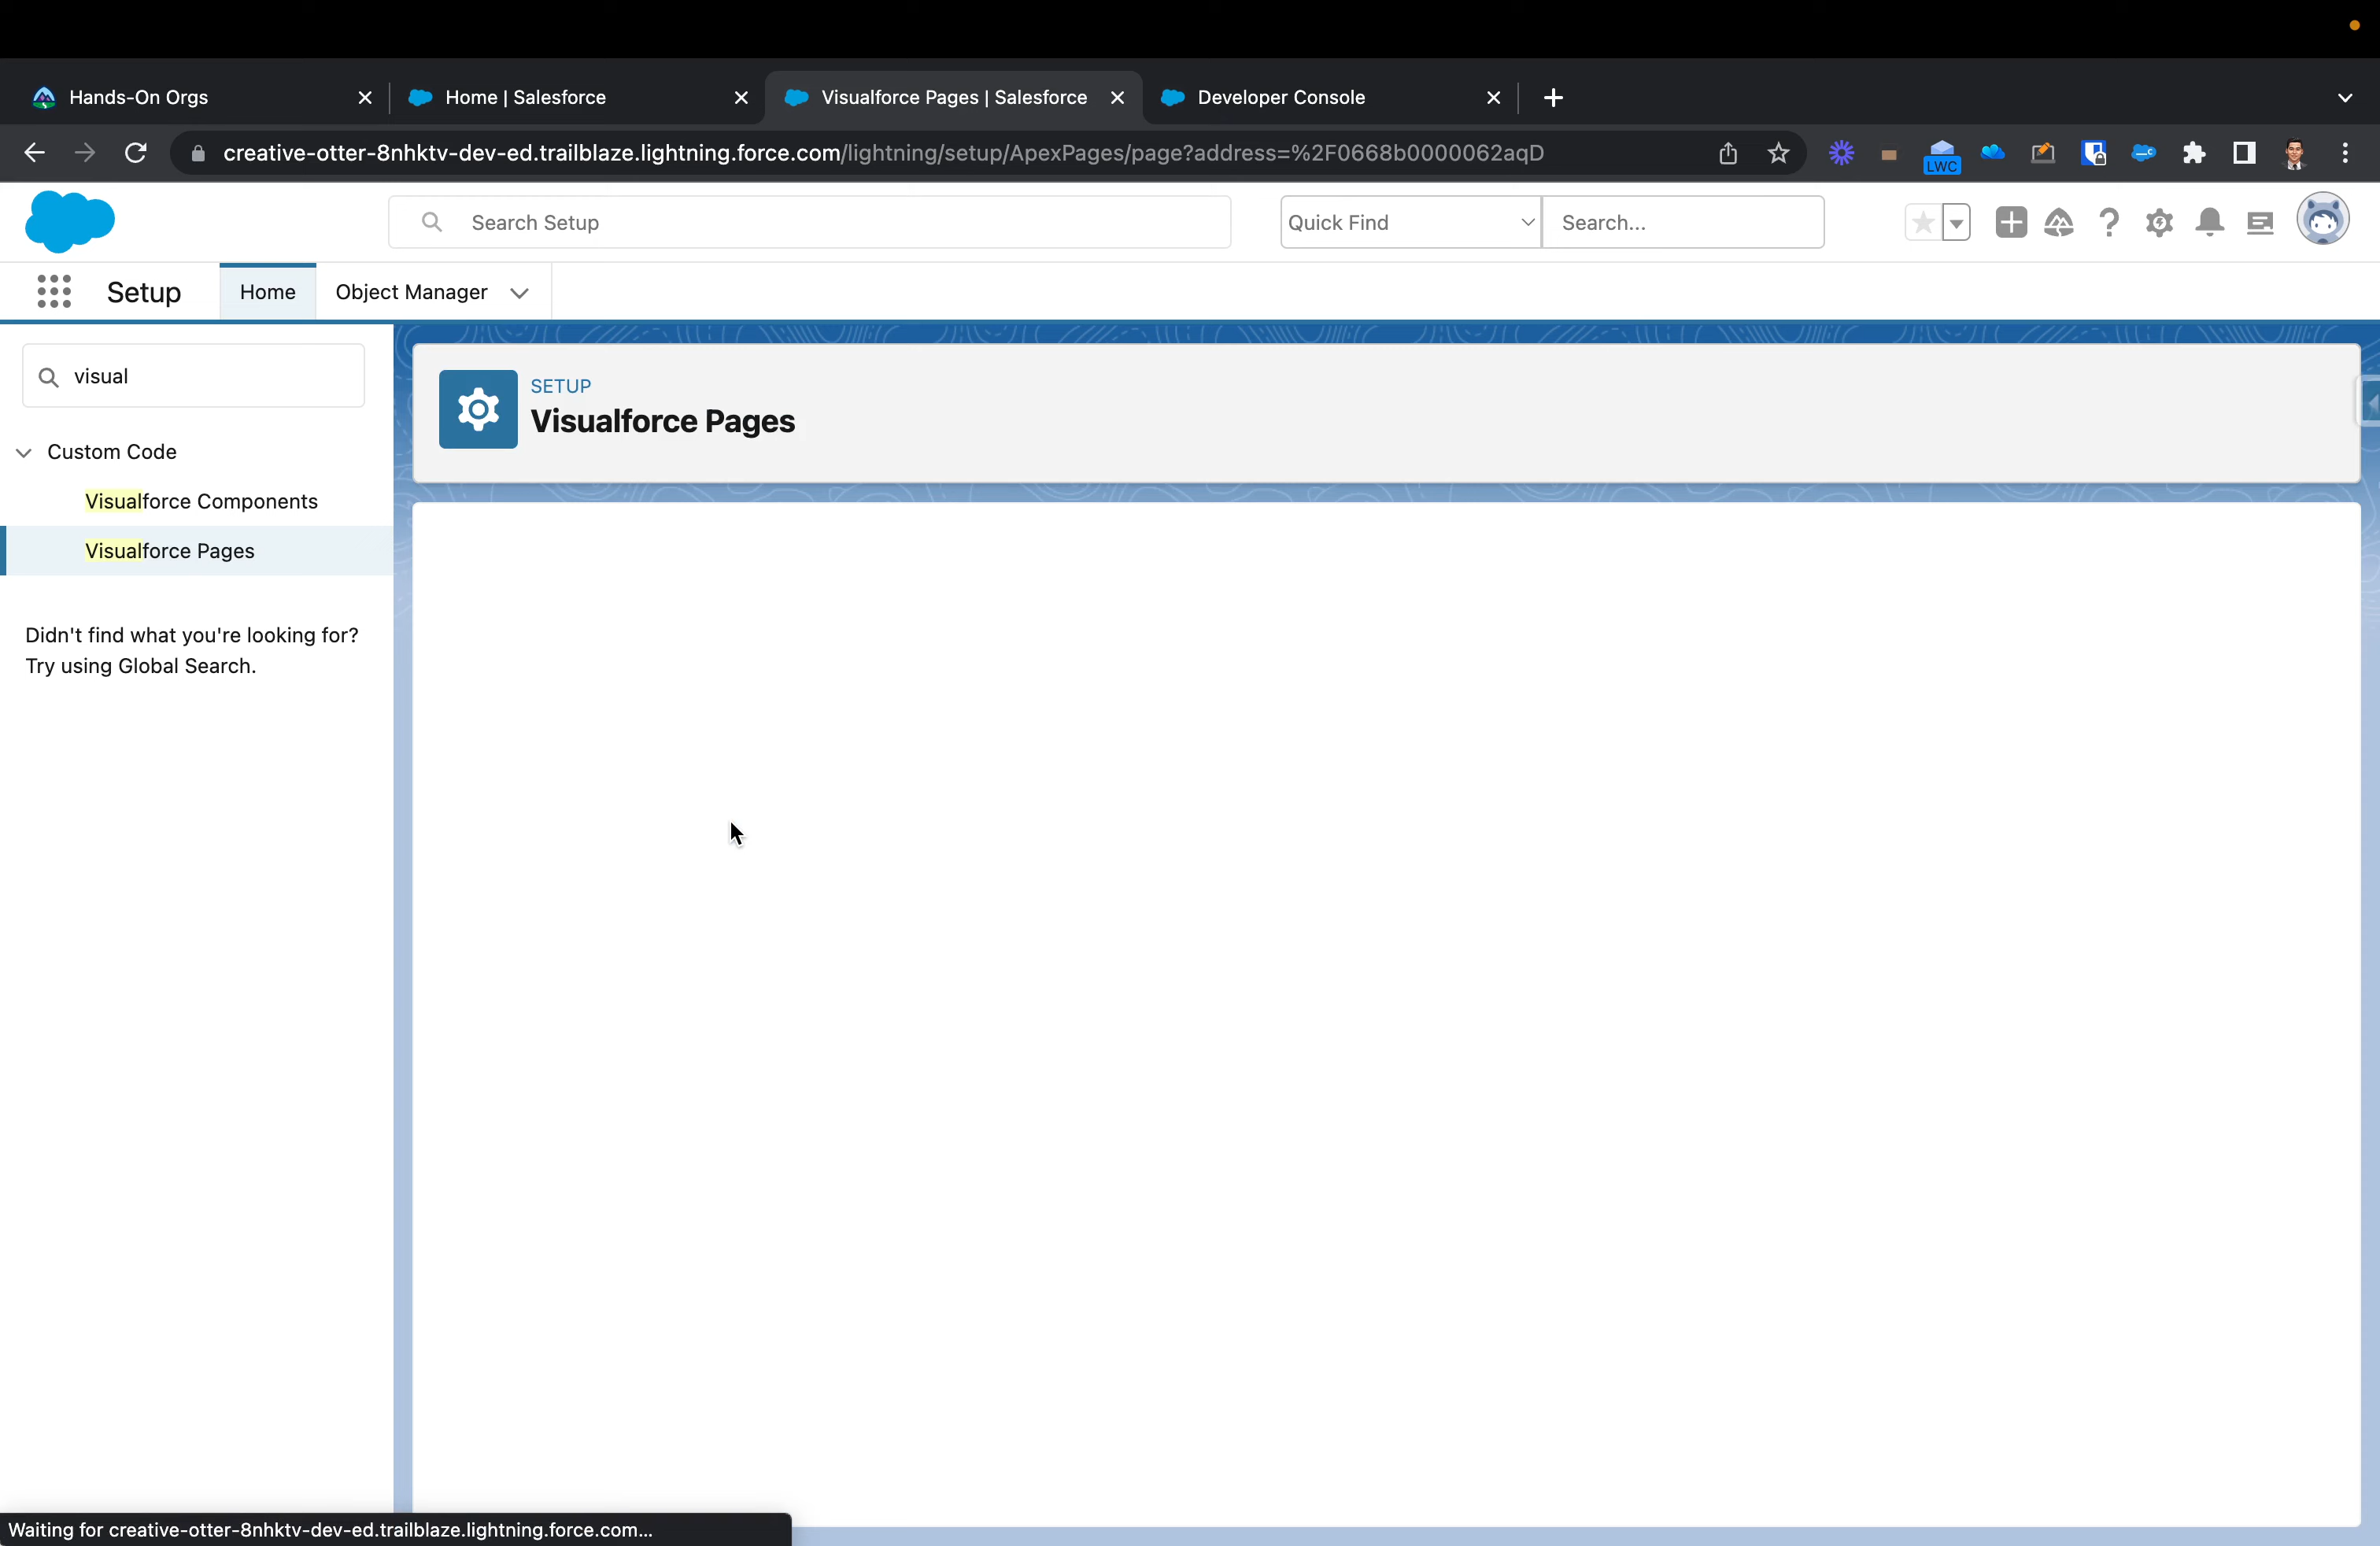 Hands-On Orgs
Home | Salesforce
Visualforce Pages | Salesforce
Developer Console
creative-otter-8nhktv-dev-ed.trailblaze.lightning.force.com/lightning/setup/ApexPages/page?address=%2F0668b0000062aqD
LWC
Search Setup
Quick Find
Search...
Setup
Home
Object Manager
visual
SETUP
Visualforce Pages
Custom Code
Visualforce Components
Visualforce Pages
Didn't find what you're looking for?
Try using Global Search.
Waiting for creative-otter-8nhktv-dev-ed.trailblaze.lightning.force.com...